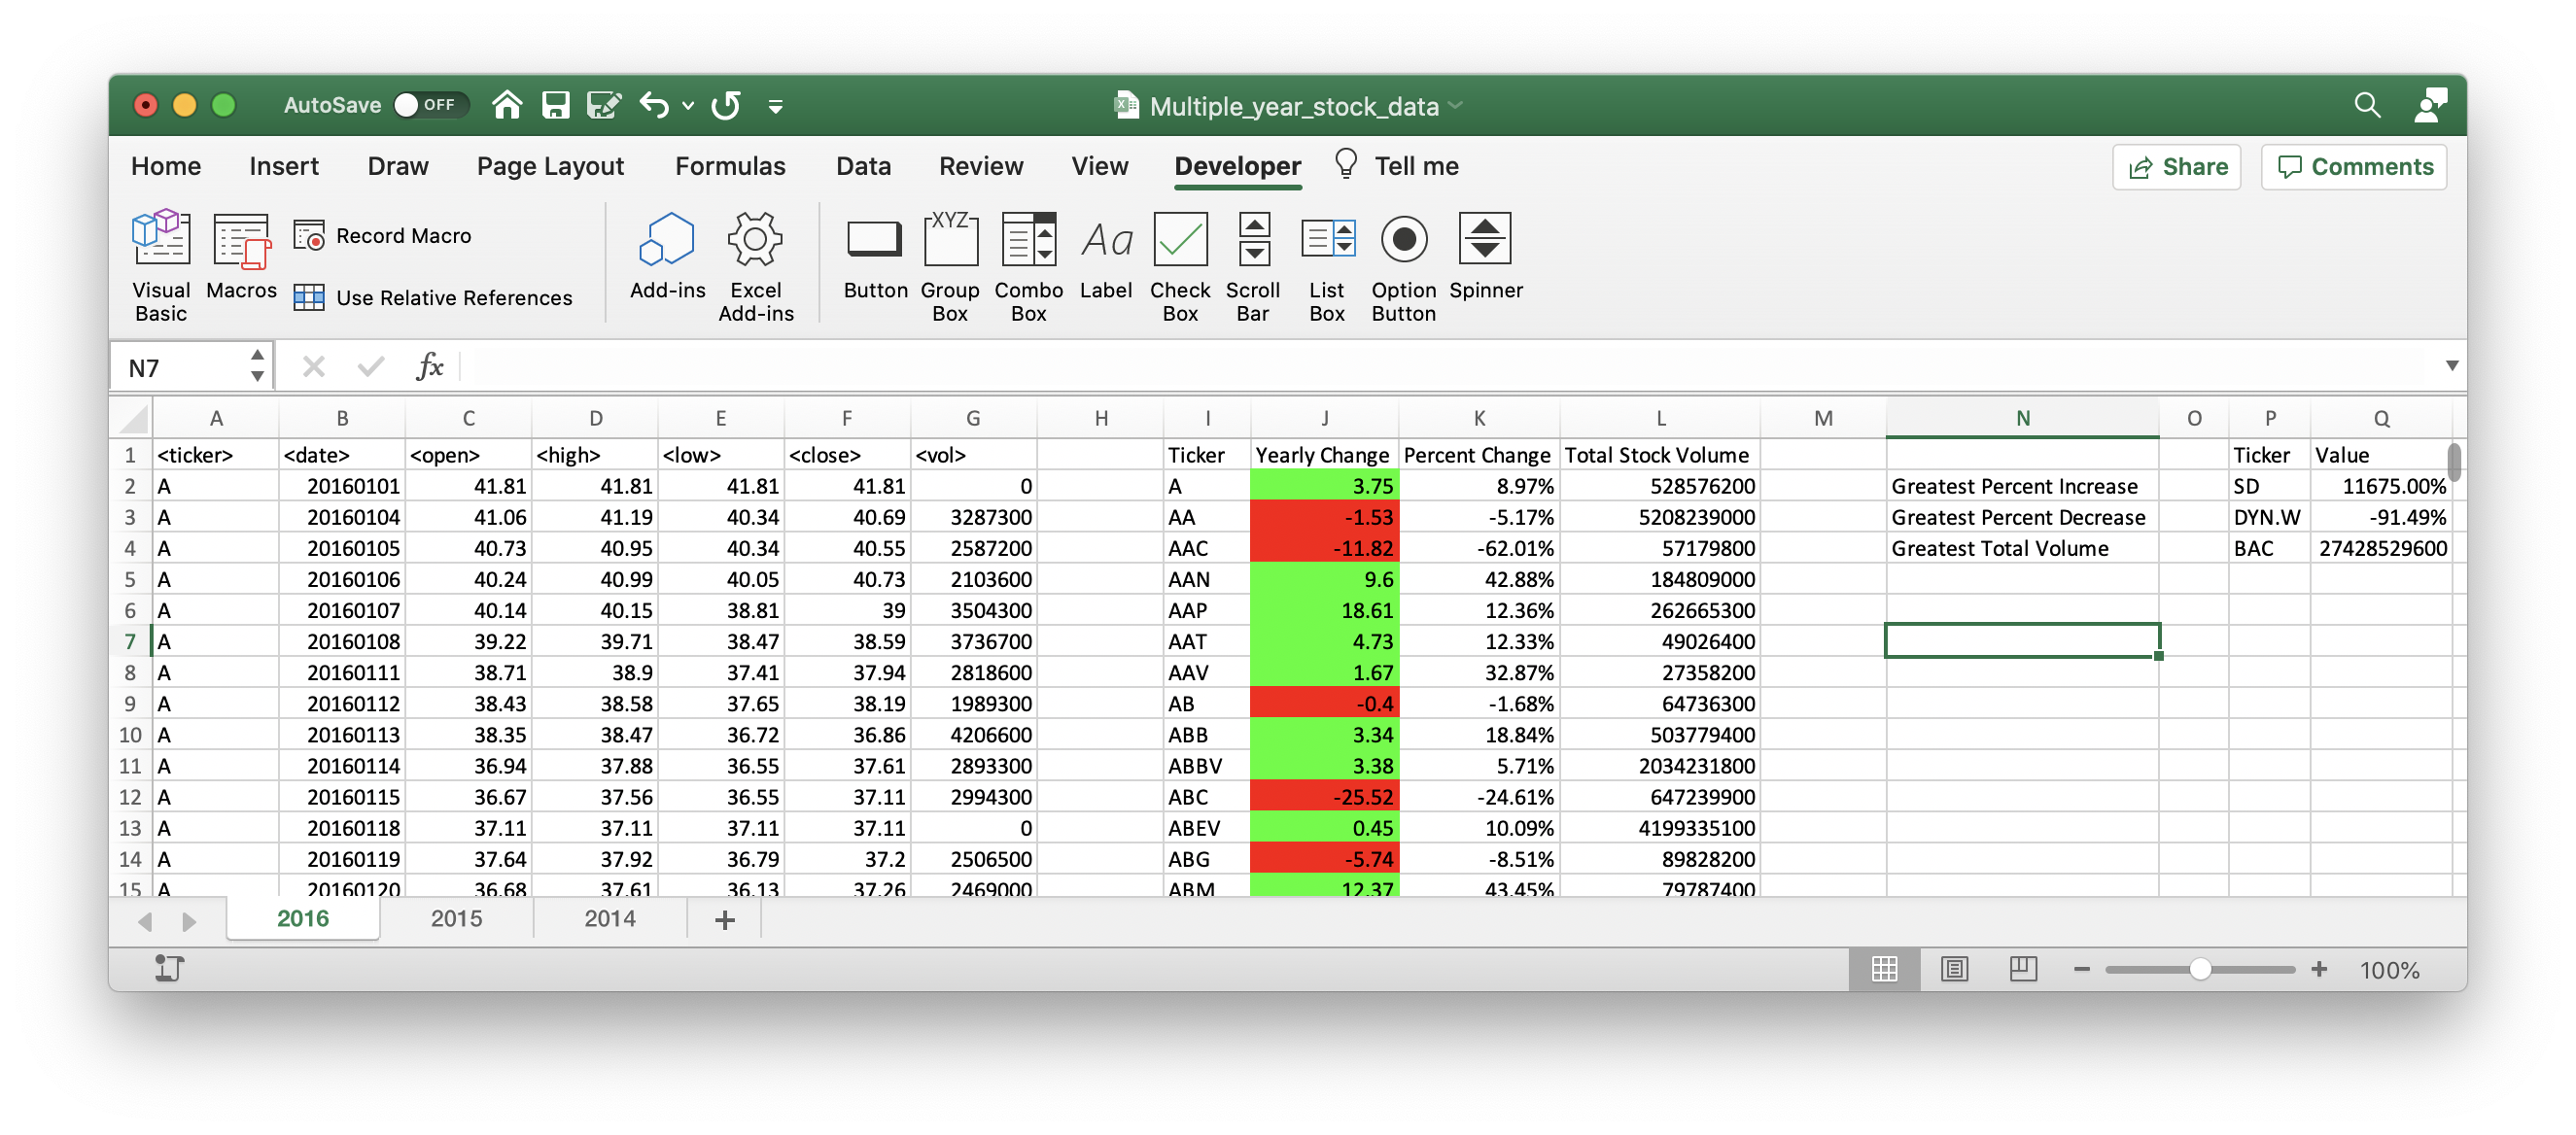 AutoSave OFF Multiple_year_stock_data
Home Insert Draw Page Layout Formulas Data Review View Developer Tell me Share Comments
Visual Basic Macros Record Macro Use Relative References Add-ins Excel Add-ins Button Group Box Combo Box Label Check Box Scroll Bar List Box Option Button Spinner
XYZ Aa
N7 fx
A B C D E F G H I J K L M N O P Q
1 <ticker> <date> <open> <high> <low> <close> <vol> Ticker Yearly Change Percent Change Total Stock Volume Ticker Value
2 A 20160101 41.81 41.81 41.81 41.81 0 A 3.75 8.97% 528576200 Greatest Percent Increase SD 11675.00%
3 A 20160104 41.06 41.19 40.34 40.69 3287300 AA -1.53 -5.17% 5208239000 Greatest Percent Decrease DYN.W -91.49%
4 A 20160105 40.73 40.95 40.34 40.55 2587200 AAC -11.82 -62.01% 57179800 Greatest Total Volume BAC 27428529600
5 A 20160106 40.24 40.99 40.05 40.73 2103600 AAN 9.6 42.88% 184809000
6 A 20160107 40.14 40.15 38.81 39 3504300 AAP 18.61 12.36% 262665300
7 A 20160108 39.22 39.71 38.47 38.59 3736700 AAT 4.73 12.33% 49026400
8 A 20160111 38.71 38.9 37.41 37.94 2818600 AAV 1.67 32.87% 27358200
9 A 20160112 38.43 38.58 37.65 38.19 1989300 AB -0.4 -1.68% 64736300
10 A 20160113 38.35 38.47 36.72 36.86 4206600 ABB 3.34 18.84% 503779400
11 A 20160114 36.94 37.88 36.55 37.61 2893300 ABBV 3.38 5.71% 2034231800
12 A 20160115 36.67 37.56 36.55 37.11 2994300 ABC -25.52 -24.61% 647239900
13 A 20160118 37.11 37.11 37.11 37.11 0 ABEV 0.45 10.09% 4199335100
14 A 20160119 37.64 37.92 36.79 37.2 2506500 ABG -5.74 -8.51% 89828200
15 A 20160120 36.68 37.61 36.13 37.26 2469000 ABM 12.37 43.45% 79787400
2016 2015 2014 +
100%